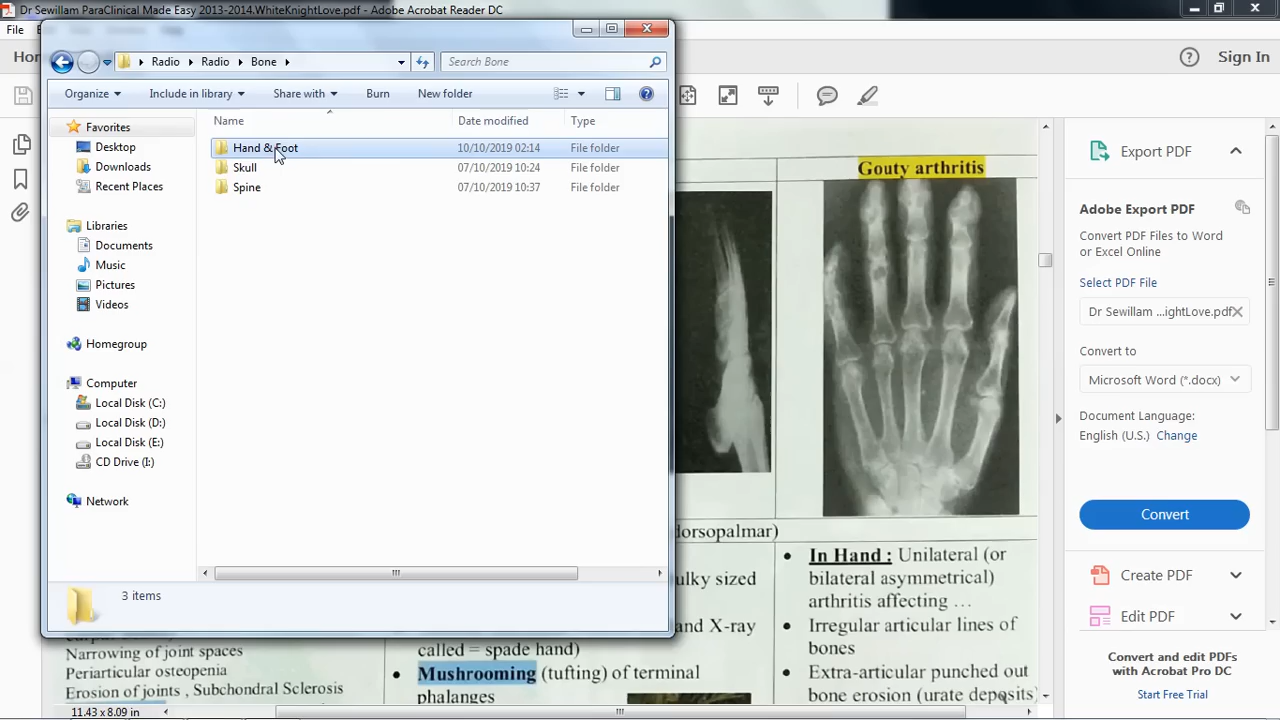 Dr Sewillam ParaClinical Made Easy 2013-2014.WhiteKnightLove.pdf - Adobe Acrobat Reader DC
File
Sign In
Radio
Radio
Bone
Search Bone
Organize
Include in library
Share with
Burn
New folder
Name
Date modified
Type
Hand & Foot
10/10/2019 02:14
File folder
Skull
07/10/2019 10:24
File folder
Spine
07/10/2019 10:37
File folder
Favorites
Desktop
Downloads
Recent Places
Libraries
Documents
Music
Pictures
Videos
Homegroup
Computer
Local Disk (C:)
Local Disk (D:)
Local Disk (E:)
CD Drive (I:)
Network
3 items
Gouty arthritis
dorsopalmar)
ulky sized
and X-ray
called = spade hand)
Mushrooming (tufting) of terminal
phalanges
In Hand : Unilateral (or
bilateral asymmetrical)
arthritis affecting …
Irregular articular lines of
bones
Extra-articular punched out
bone erosion (urate deposits)
Narrowing of joint spaces
Periarticular osteopenia
Erosion of joints , Subchondral Sclerosis
11.43 x 8.09 in
Export PDF
Adobe Export PDF
Convert PDF Files to Word
or Excel Online
Select PDF File
Dr Sewillam ...ightLove.pdf
Convert to
Microsoft Word (*.docx)
Document Language:
English (U.S.) Change
Convert
Create PDF
Edit PDF
Convert and edit PDFs
with Acrobat Pro DC
Start Free Trial